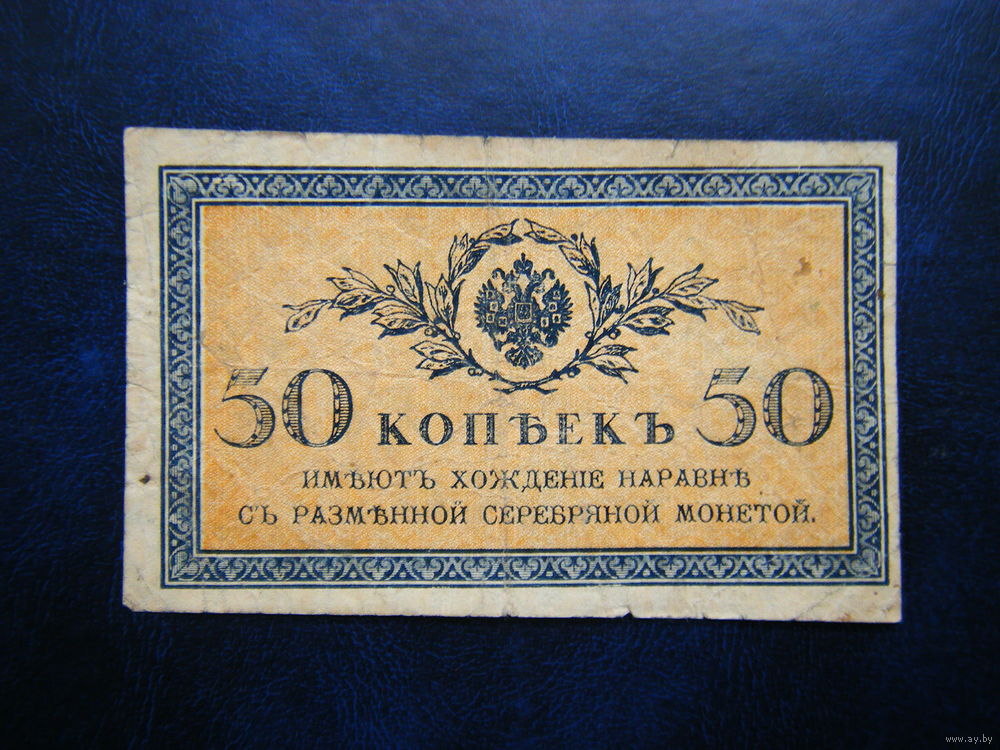 50 КОПѢЕКЪ 50
ИМѢЮТЪ ХОЖДЕНІЕ НАРАВНѢ
СЪ РАЗМѢННОЙ СЕРЕБРЯНОЙ МОНЕТОЙ.
www.ay.by